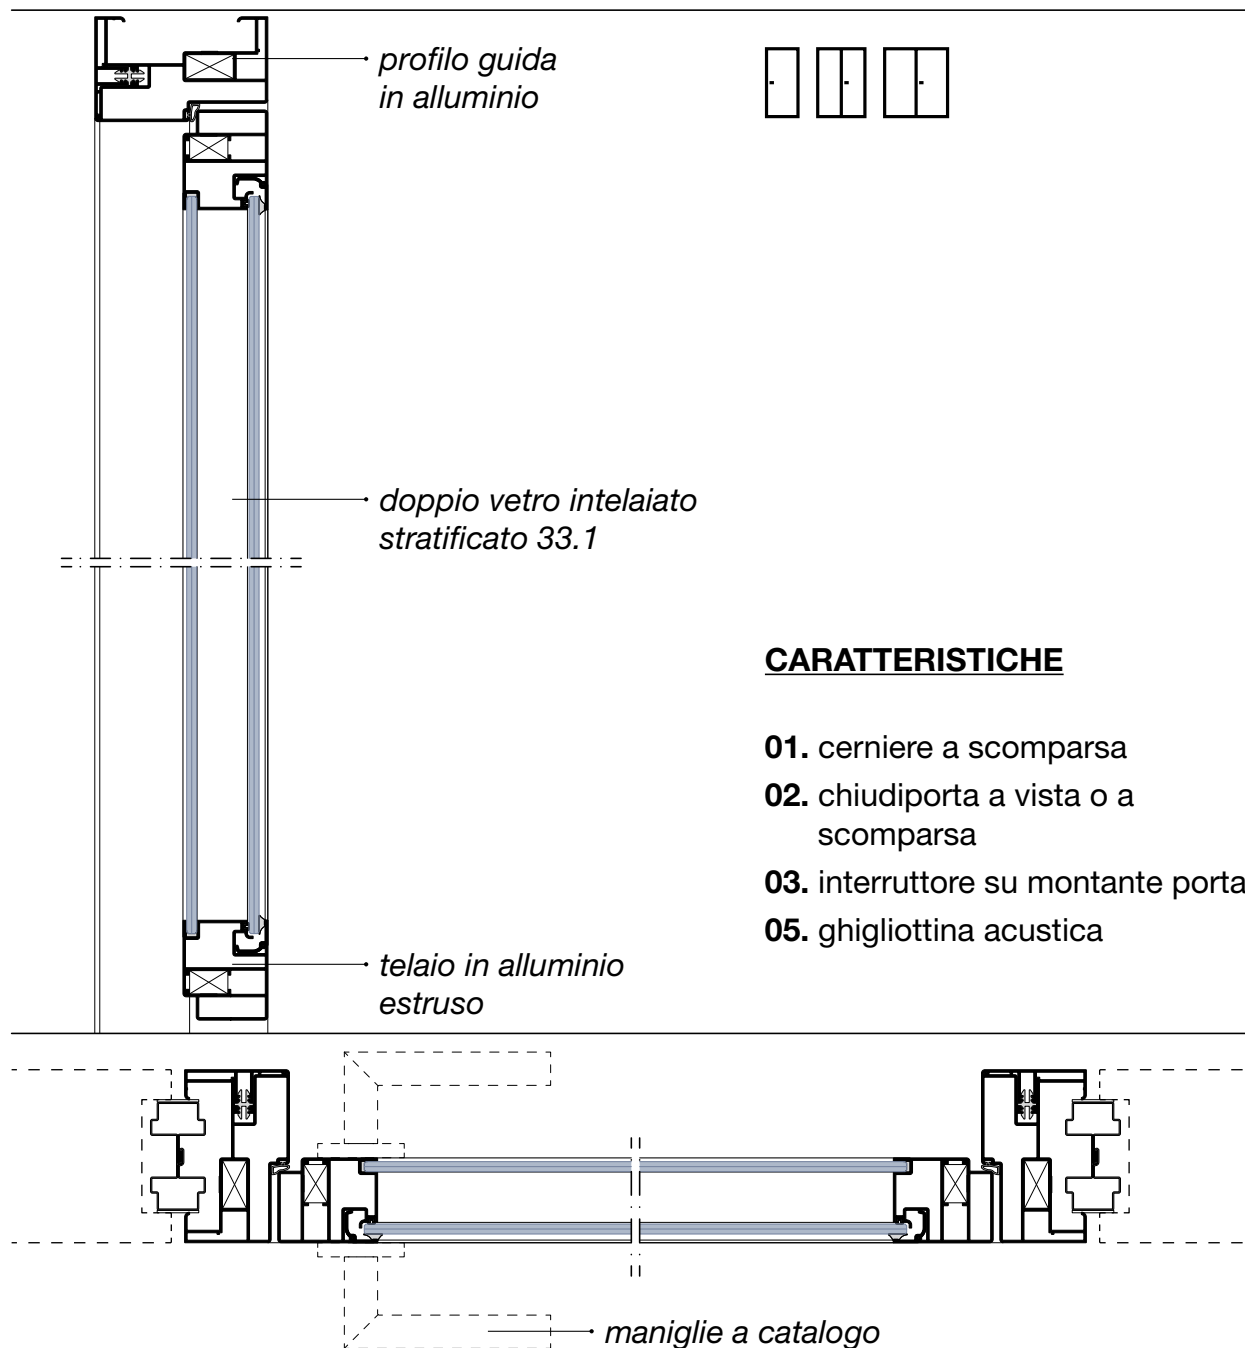 profilo guida
in alluminio
doppio vetro intelaiato
stratificato 33.1
CARATTERISTICHE
01. cerniere a scomparsa
02. chiudiporta a vista o a
scomparsa
03. interruttore su montante porta
05. ghigliottina acustica
telaio in alluminio
estruso
maniglie a catalogo